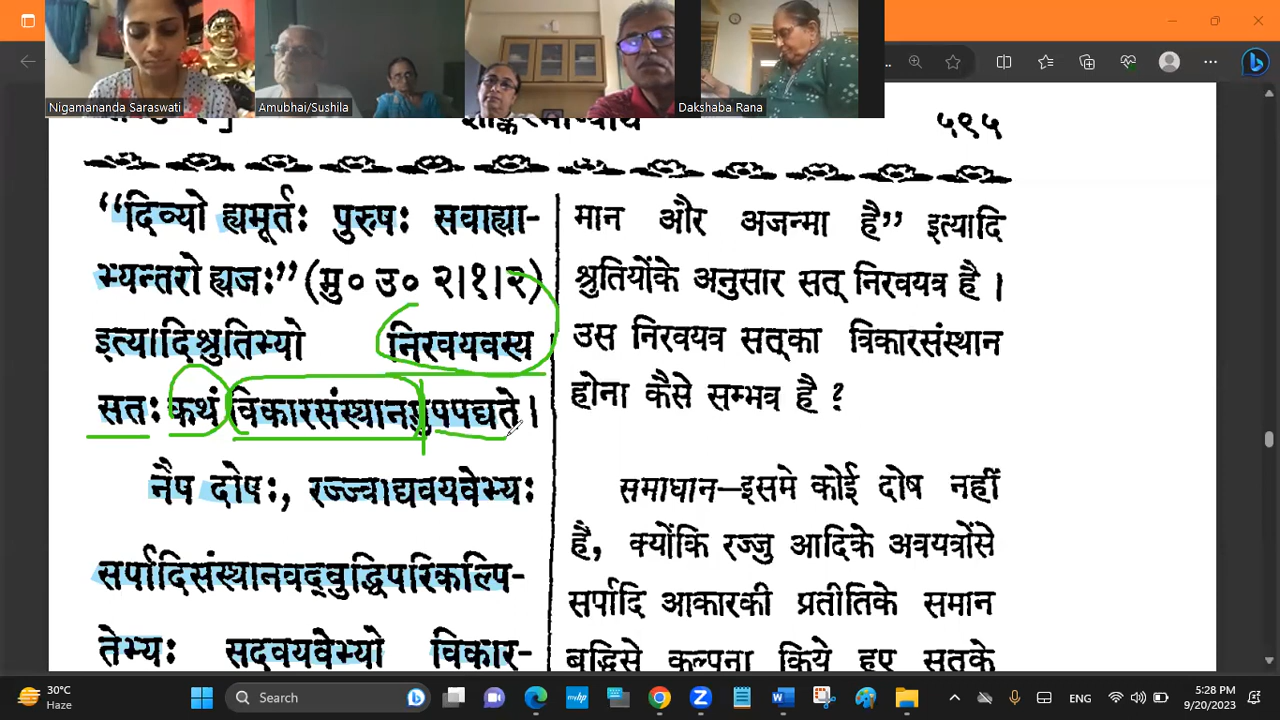 Nigamananda Saraswati
Amubhai/Sushila
Dakshaba Rana
५९५
“दिव्यो ह्यमूर्तः पुरुषः सबाह्या-
भ्यन्तरो ह्यजः” (मु० उ० २।१।२)
इत्यादिश्रुतिभ्यो निरवयवस्य
सतः कथं विकारसंस्थानमुपपद्यते।
नैष दोषः, रज्ज्वाद्यवयवेभ्यः
सर्पादिसंस्थानवद्बुद्धिपरिकल्पि-
तेभ्यः सदवयवेभ्यो विकार-
मान और अजन्मा है” इत्यादि
श्रुतियोंके अनुसार सत् निरवयव है।
उस निरवयव सत्का विकारसंस्थान
होना कैसे सम्भव है?
समाधान—इसमे कोई दोष नहीं
है, क्योंकि रज्जु आदिके अवयवोंसे
सर्पादि आकारकी प्रतीतिके समान
बुद्धिसे कल्पना किये हुए सत्के
30°C
Haze
Search
ENG
5:28 PM
9/20/2023